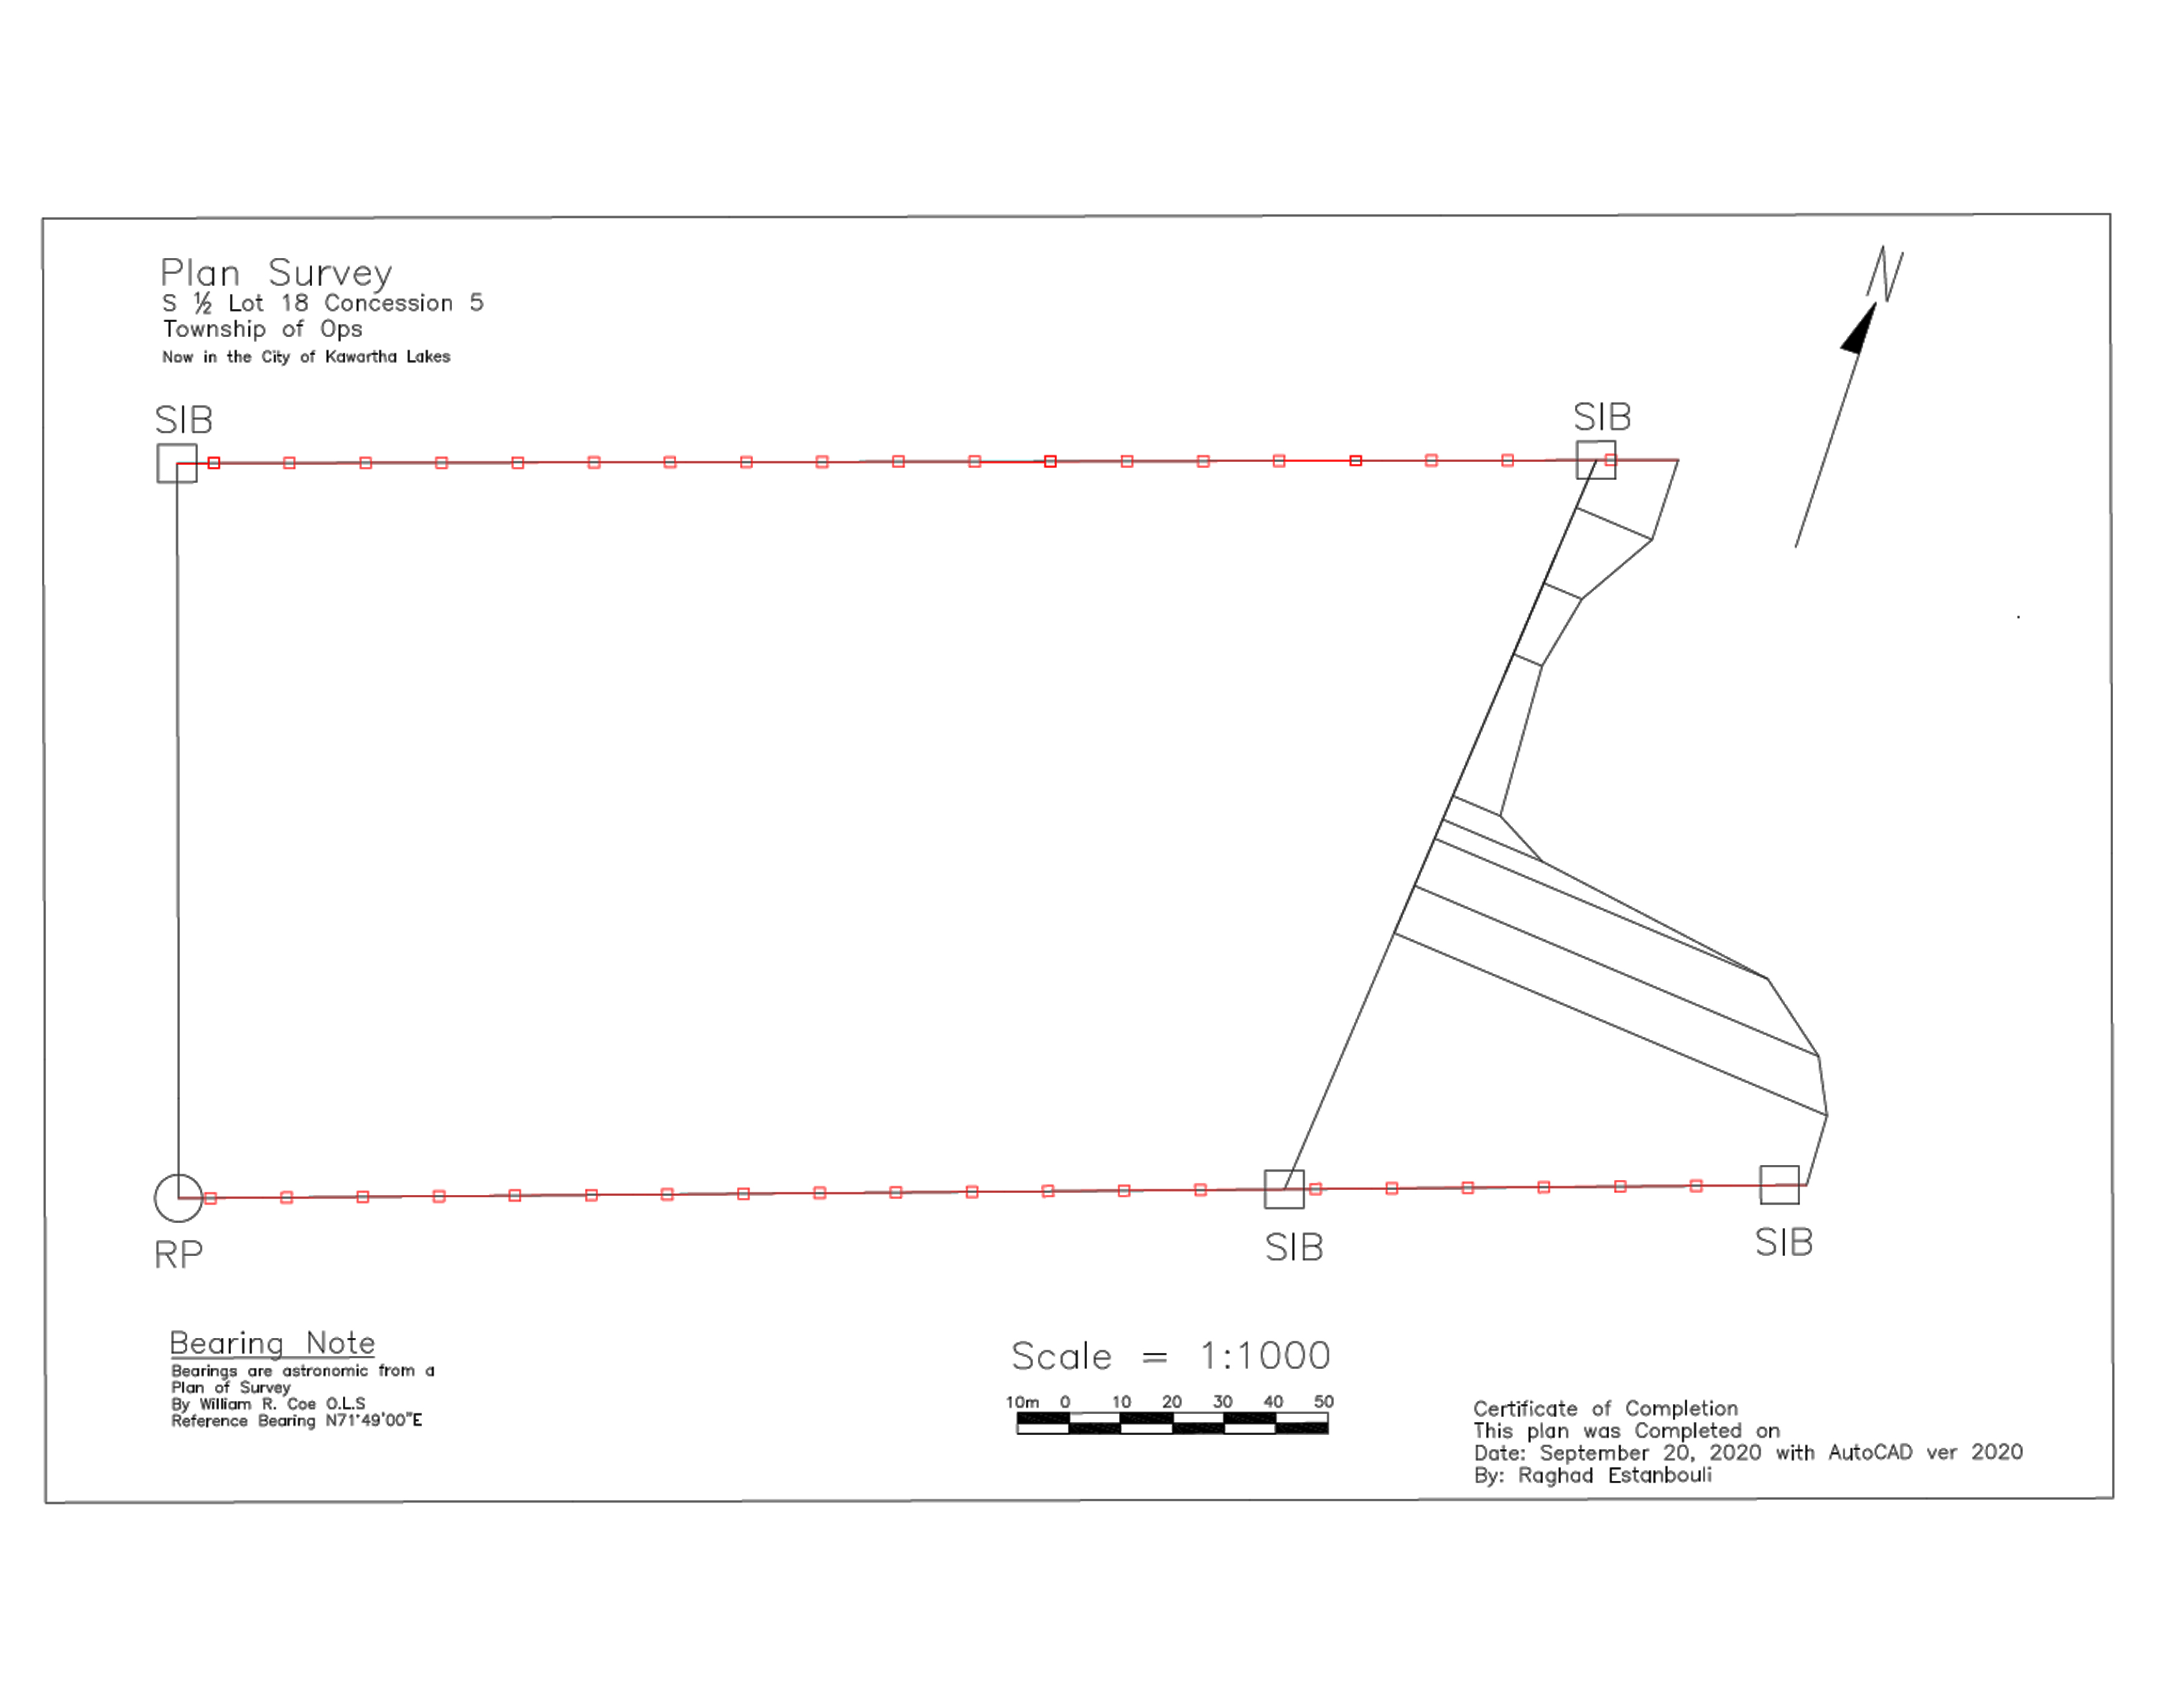 Plan Survey
S ½ Lot 18 Concession 5
Township of Ops
Now in the City of Kawartha Lakes
N
SIB
SIB
RP
SIB
SIB
Bearing Note
Bearings are astronomic from a
Plan of Survey
By William R. Coe O.L.S
Reference Bearing N71°49'00"E
Scale = 1:1000
10m 0 10 20 30 40 50
Certificate of Completion
This plan was Completed on
Date: September 20, 2020 with AutoCAD ver 2020
By: Raghad Estanbouli